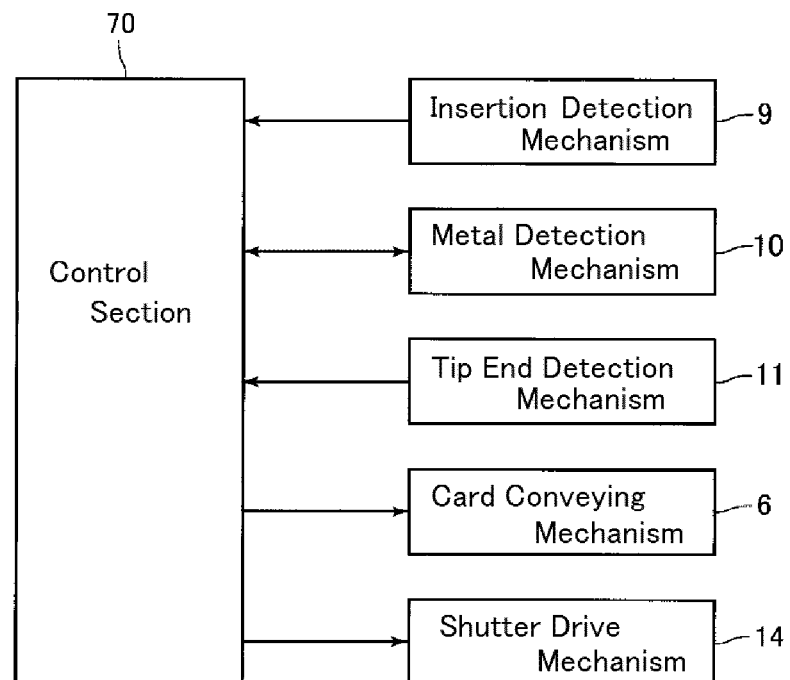 70
Control
Section
Insertion Detection
Mechanism
9
Metal Detection
Mechanism
10
Tip End Detection
Mechanism
11
Card Conveying
Mechanism
6
Shutter Drive
Mechanism
14